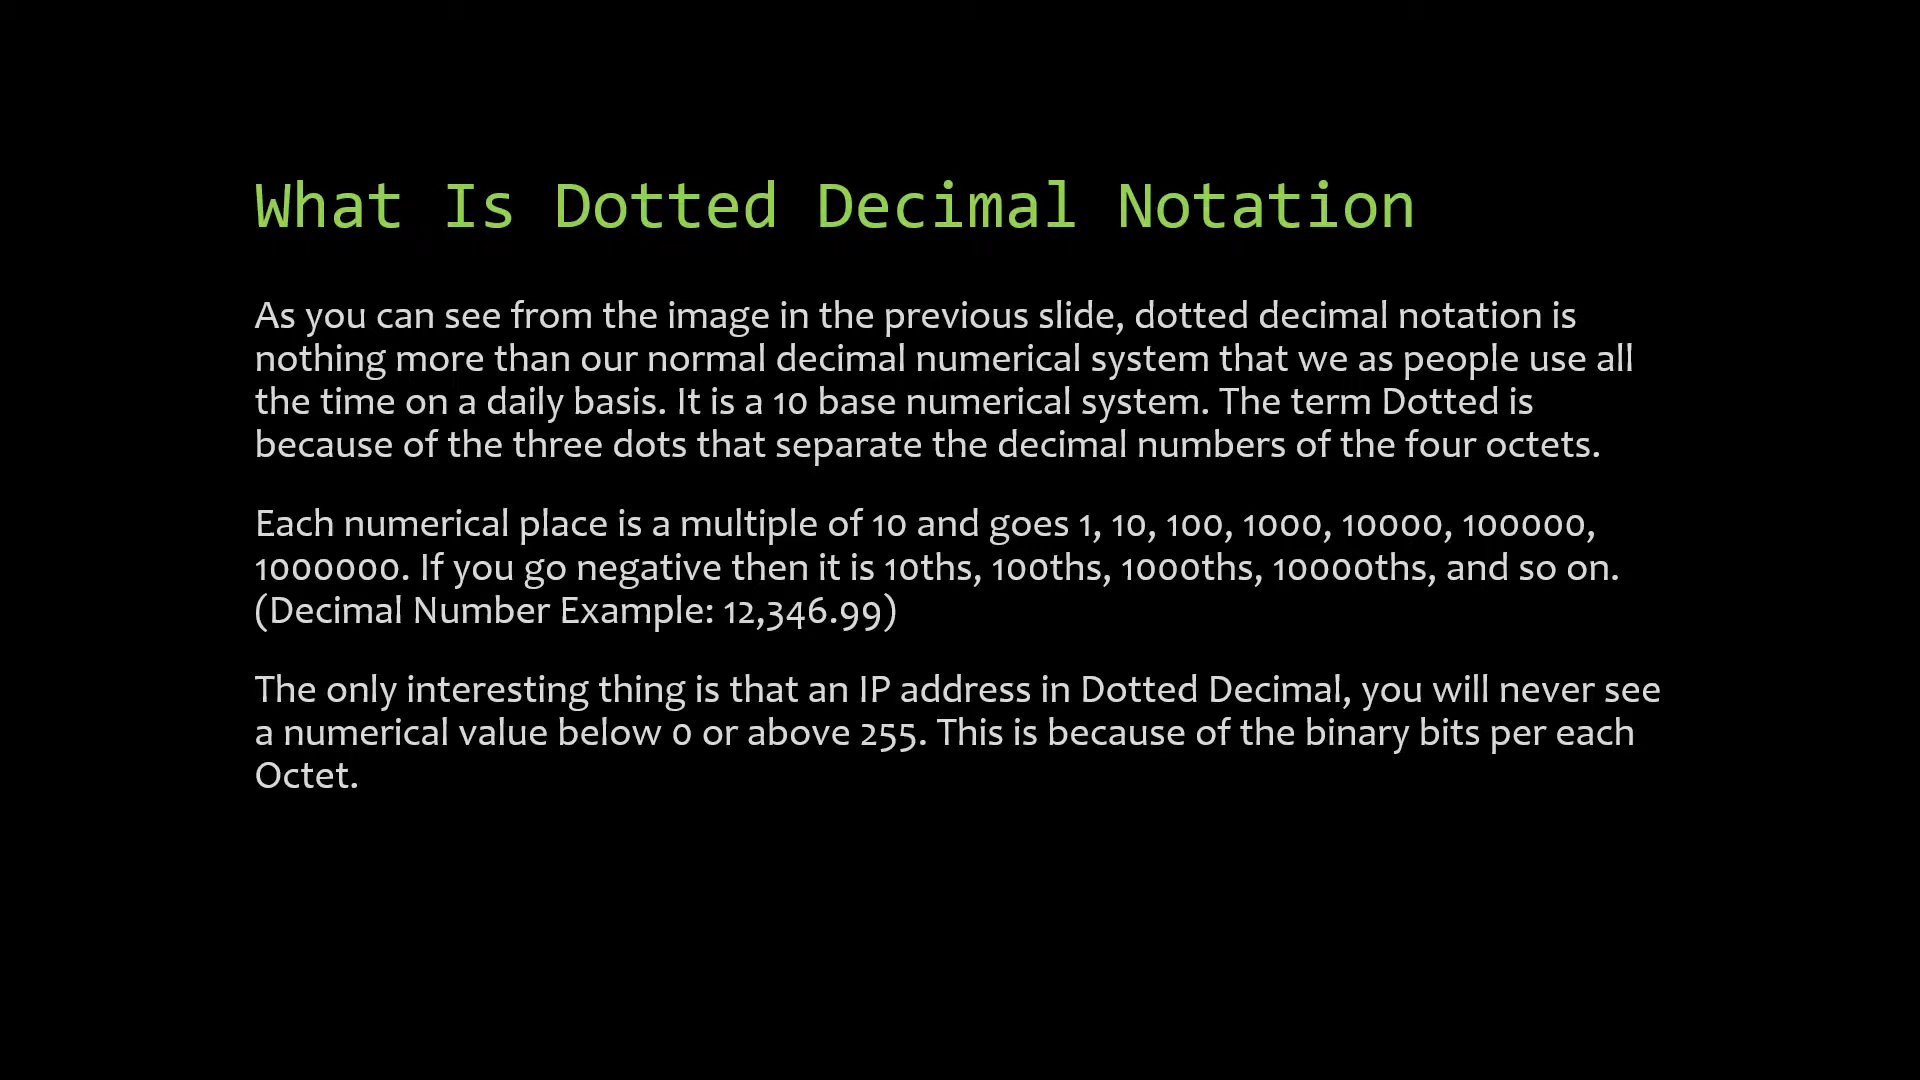 What Is Dotted Decimal Notation
As you can see from the image in the previous slide, dotted decimal notation is
nothing more than our normal decimal numerical system that we as people use all
the time on a daily basis. It is a 10 base numerical system. The term Dotted is
because of the three dots that separate the decimal numbers of the four octets.
Each numerical place is a multiple of 10 and goes 1, 10, 100, 1000, 10000, 100000,
1000000. If you go negative then it is 10ths, 100ths, 1000ths, 10000ths, and so on.
(Decimal Number Example: 12,346.99)
The only interesting thing is that an IP address in Dotted Decimal, you will never see
a numerical value below 0 or above 255. This is because of the binary bits per each
Octet.